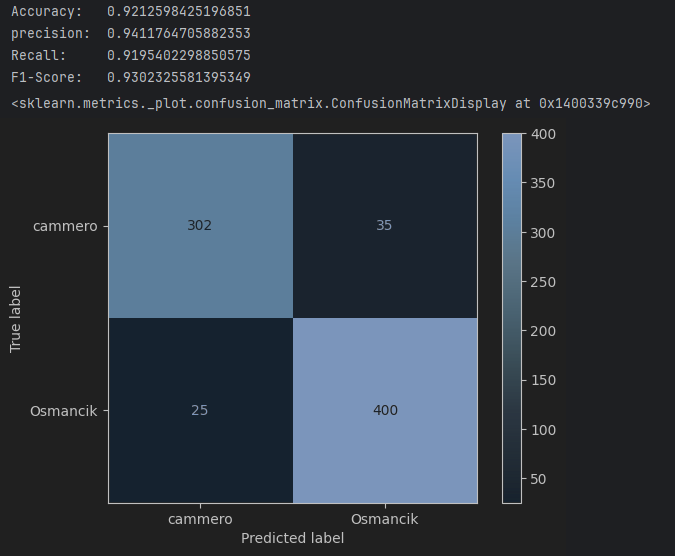 Accuracy: 0.9212598425196851
precision: 0.9411764705882353
Recall: 0.9195402298850575
F1-Score: 0.9302325581395349
<sklearn.metrics._plot.confusion_matrix.ConfusionMatrixDisplay at 0x1400339c990>
400
350
300
250
200
150
100
50
True label
cammero
302 35
Osmancik
25 400
cammero Osmancik
Predicted label